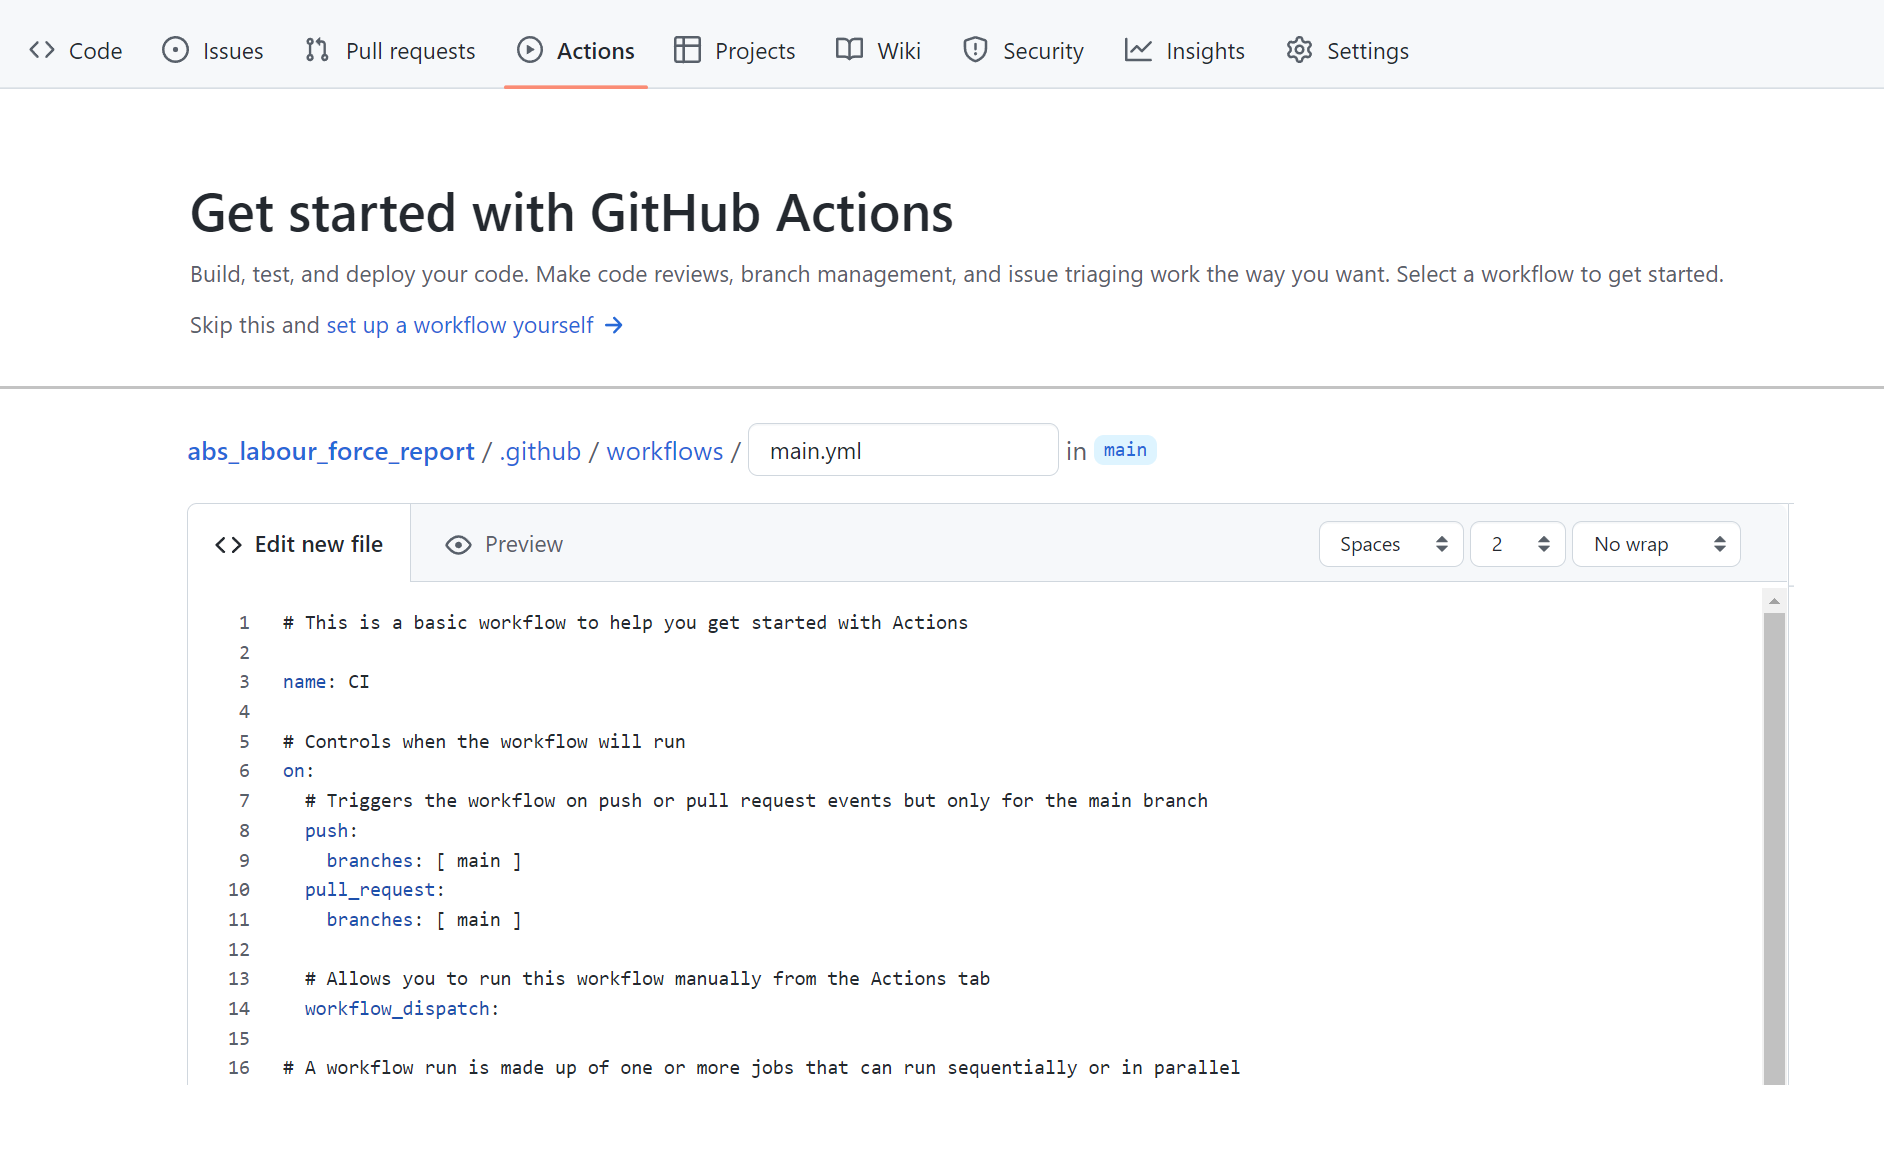 Code Issues Pull requests Actions Projects Wiki Security Insights Settings
Get started with GitHub Actions
Build, test, and deploy your code. Make code reviews, branch management, and issue triaging work the way you want. Select a workflow to get started.
Skip this and set up a workflow yourself →
abs_labour_force_report / .github / workflows / main.yml in main
Edit new file Preview Spaces 2 No wrap
1 # This is a basic workflow to help you get started with Actions
2
3 name: CI
4
5 # Controls when the workflow will run
6 on:
7   # Triggers the workflow on push or pull request events but only for the main branch
8   push:
9     branches: [ main ]
10   pull_request:
11     branches: [ main ]
12
13   # Allows you to run this workflow manually from the Actions tab
14   workflow_dispatch:
15
16 # A workflow run is made up of one or more jobs that can run sequentially or in parallel